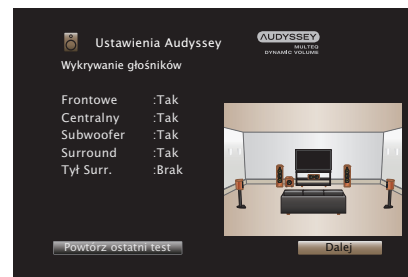 Ustawienia Audyssey
AUDYSSEY
MULTEQ
DYNAMIC VOLUME
Wykrywanie głośników
Frontowe :Tak
Centralny :Tak
Subwoofer :Tak
Surround :Tak
Tył Surr. :Brak
Powtórz ostatni test
Dalej